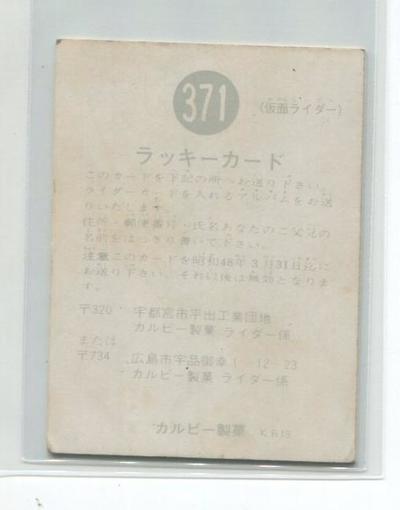 371
(仮面ライダー)
ラッキーカード
このカードを下記の所へお送り下さい。
ライダーカードを入れるアルバムをお送
りいたします。
住所・郵便番号・氏名あなたのご父兄の
名前をはっきり書いて下さい。
注意このカードを昭和48年3月31日迄に
お送り下さい、それ以後は無効となりま
す。
〒320 宇都宮市平出工業団地
カルビー製菓 ライダー係
または
〒734 広島市宇品御幸1-12-23
カルビー製菓 ライダー係
カルビー製菓